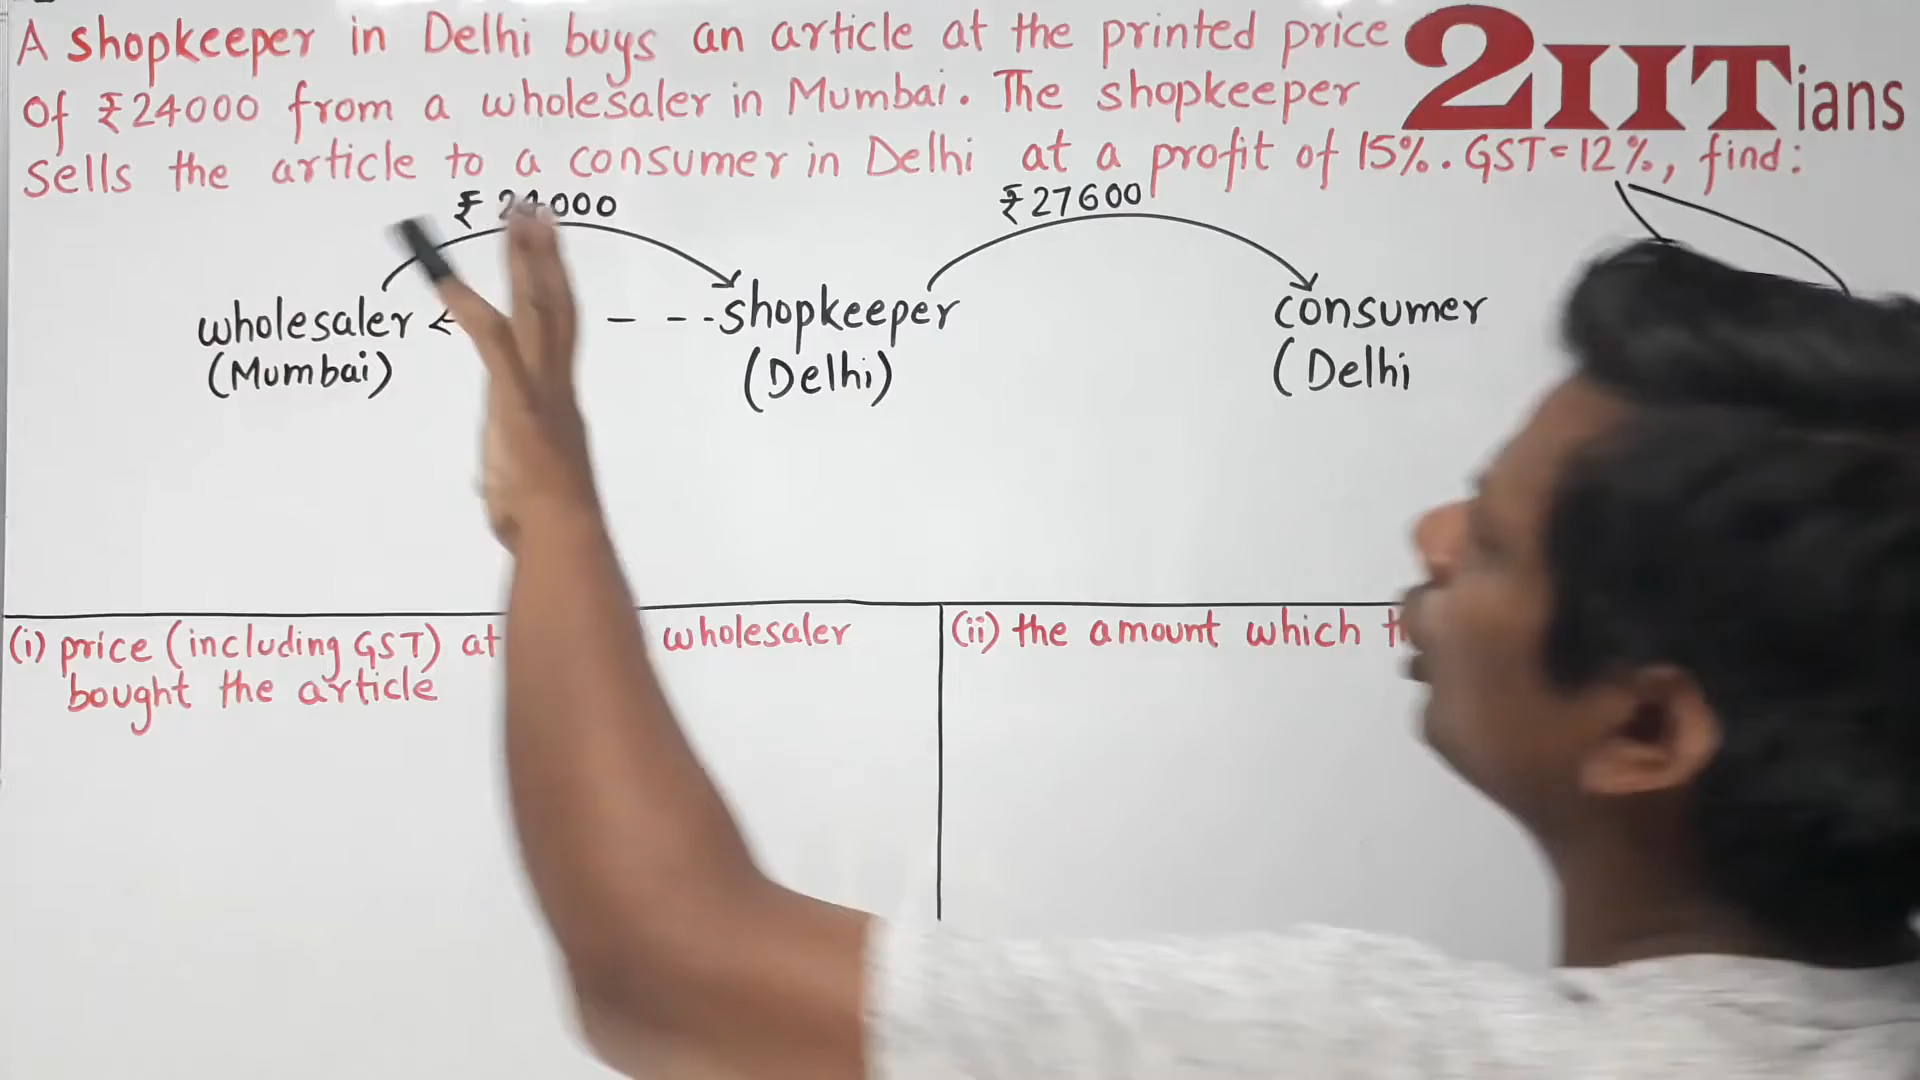 A shopkeeper in Delhi buys an article at the printed price
of ₹24000 from a wholesaler in Mumbai. The shopkeeper
sells the article to a consumer in Delhi at a profit of 15%. GST=12%, find:
2IITians
₹24000 ₹27600
wholesaler shopkeeper consumer
(Mumbai) (Delhi) (Delhi
(i) price (including GST) at wholesaler
bought the article
(ii) the amount which